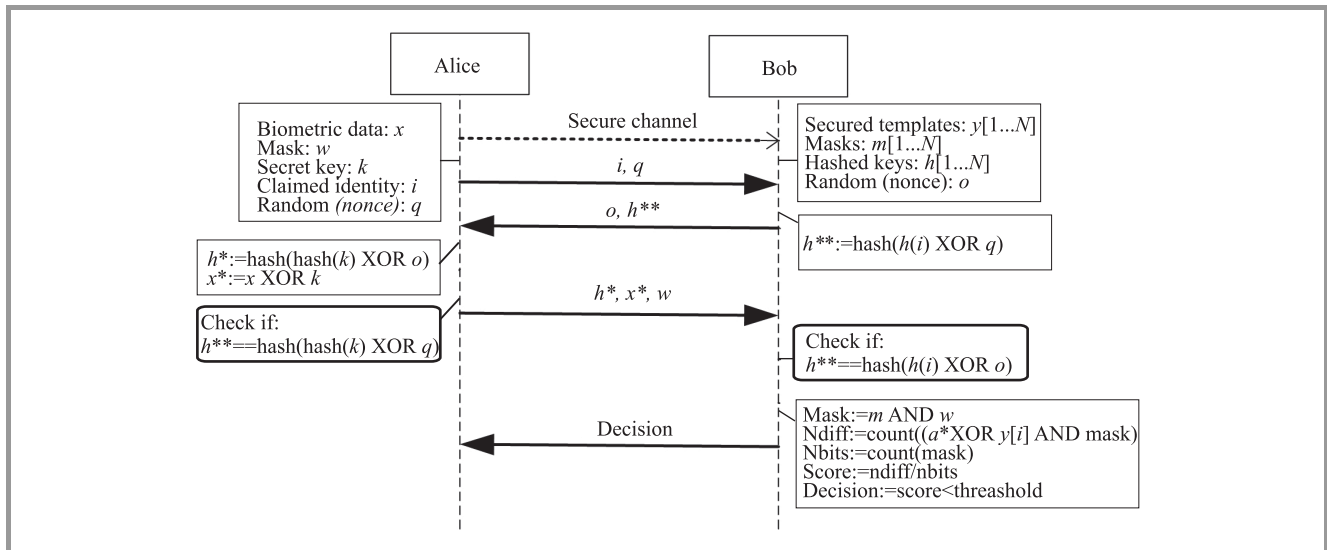 Alice
Bob
Secure channel
Biometric data: x
Mask: w
Secret key: k
Claimed identity: i
Random (nonce): q
Secured templates: y[1...N]
Masks: m[1...N]
Hashed keys: h[1...N]
Random (nonce): o
i, q
o, h**
h**:=hash(h(i) XOR q)
h*:=hash(hash(k) XOR o)
x*:=x XOR k
h*, x*, w
Check if:
h**==hash(hash(k) XOR q)
Check if:
h**==hash(h(i) XOR o)
Decision
Mask:=m AND w
Ndiff:=count((a*XOR y[i] AND mask)
Nbits:=count(mask)
Score:=ndiff/nbits
Decision:=score<threashold